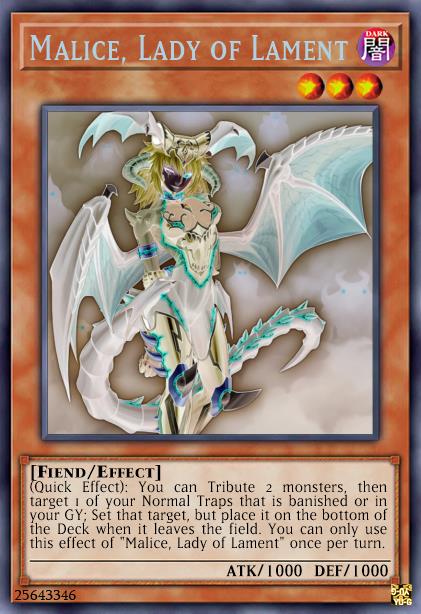 MALICE, LADY OF LAMENT
DARK
闇
[FIEND/EFFECT]
(Quick Effect): You can Tribute 2 monsters, then
target 1 of your Normal Traps that is banished or in
your GY; Set that target, but place it on the bottom of
the Deck when it leaves the field. You can only use
this effect of "Malice, Lady of Lament" once per turn.
ATK/1000 DEF/1000
25643346